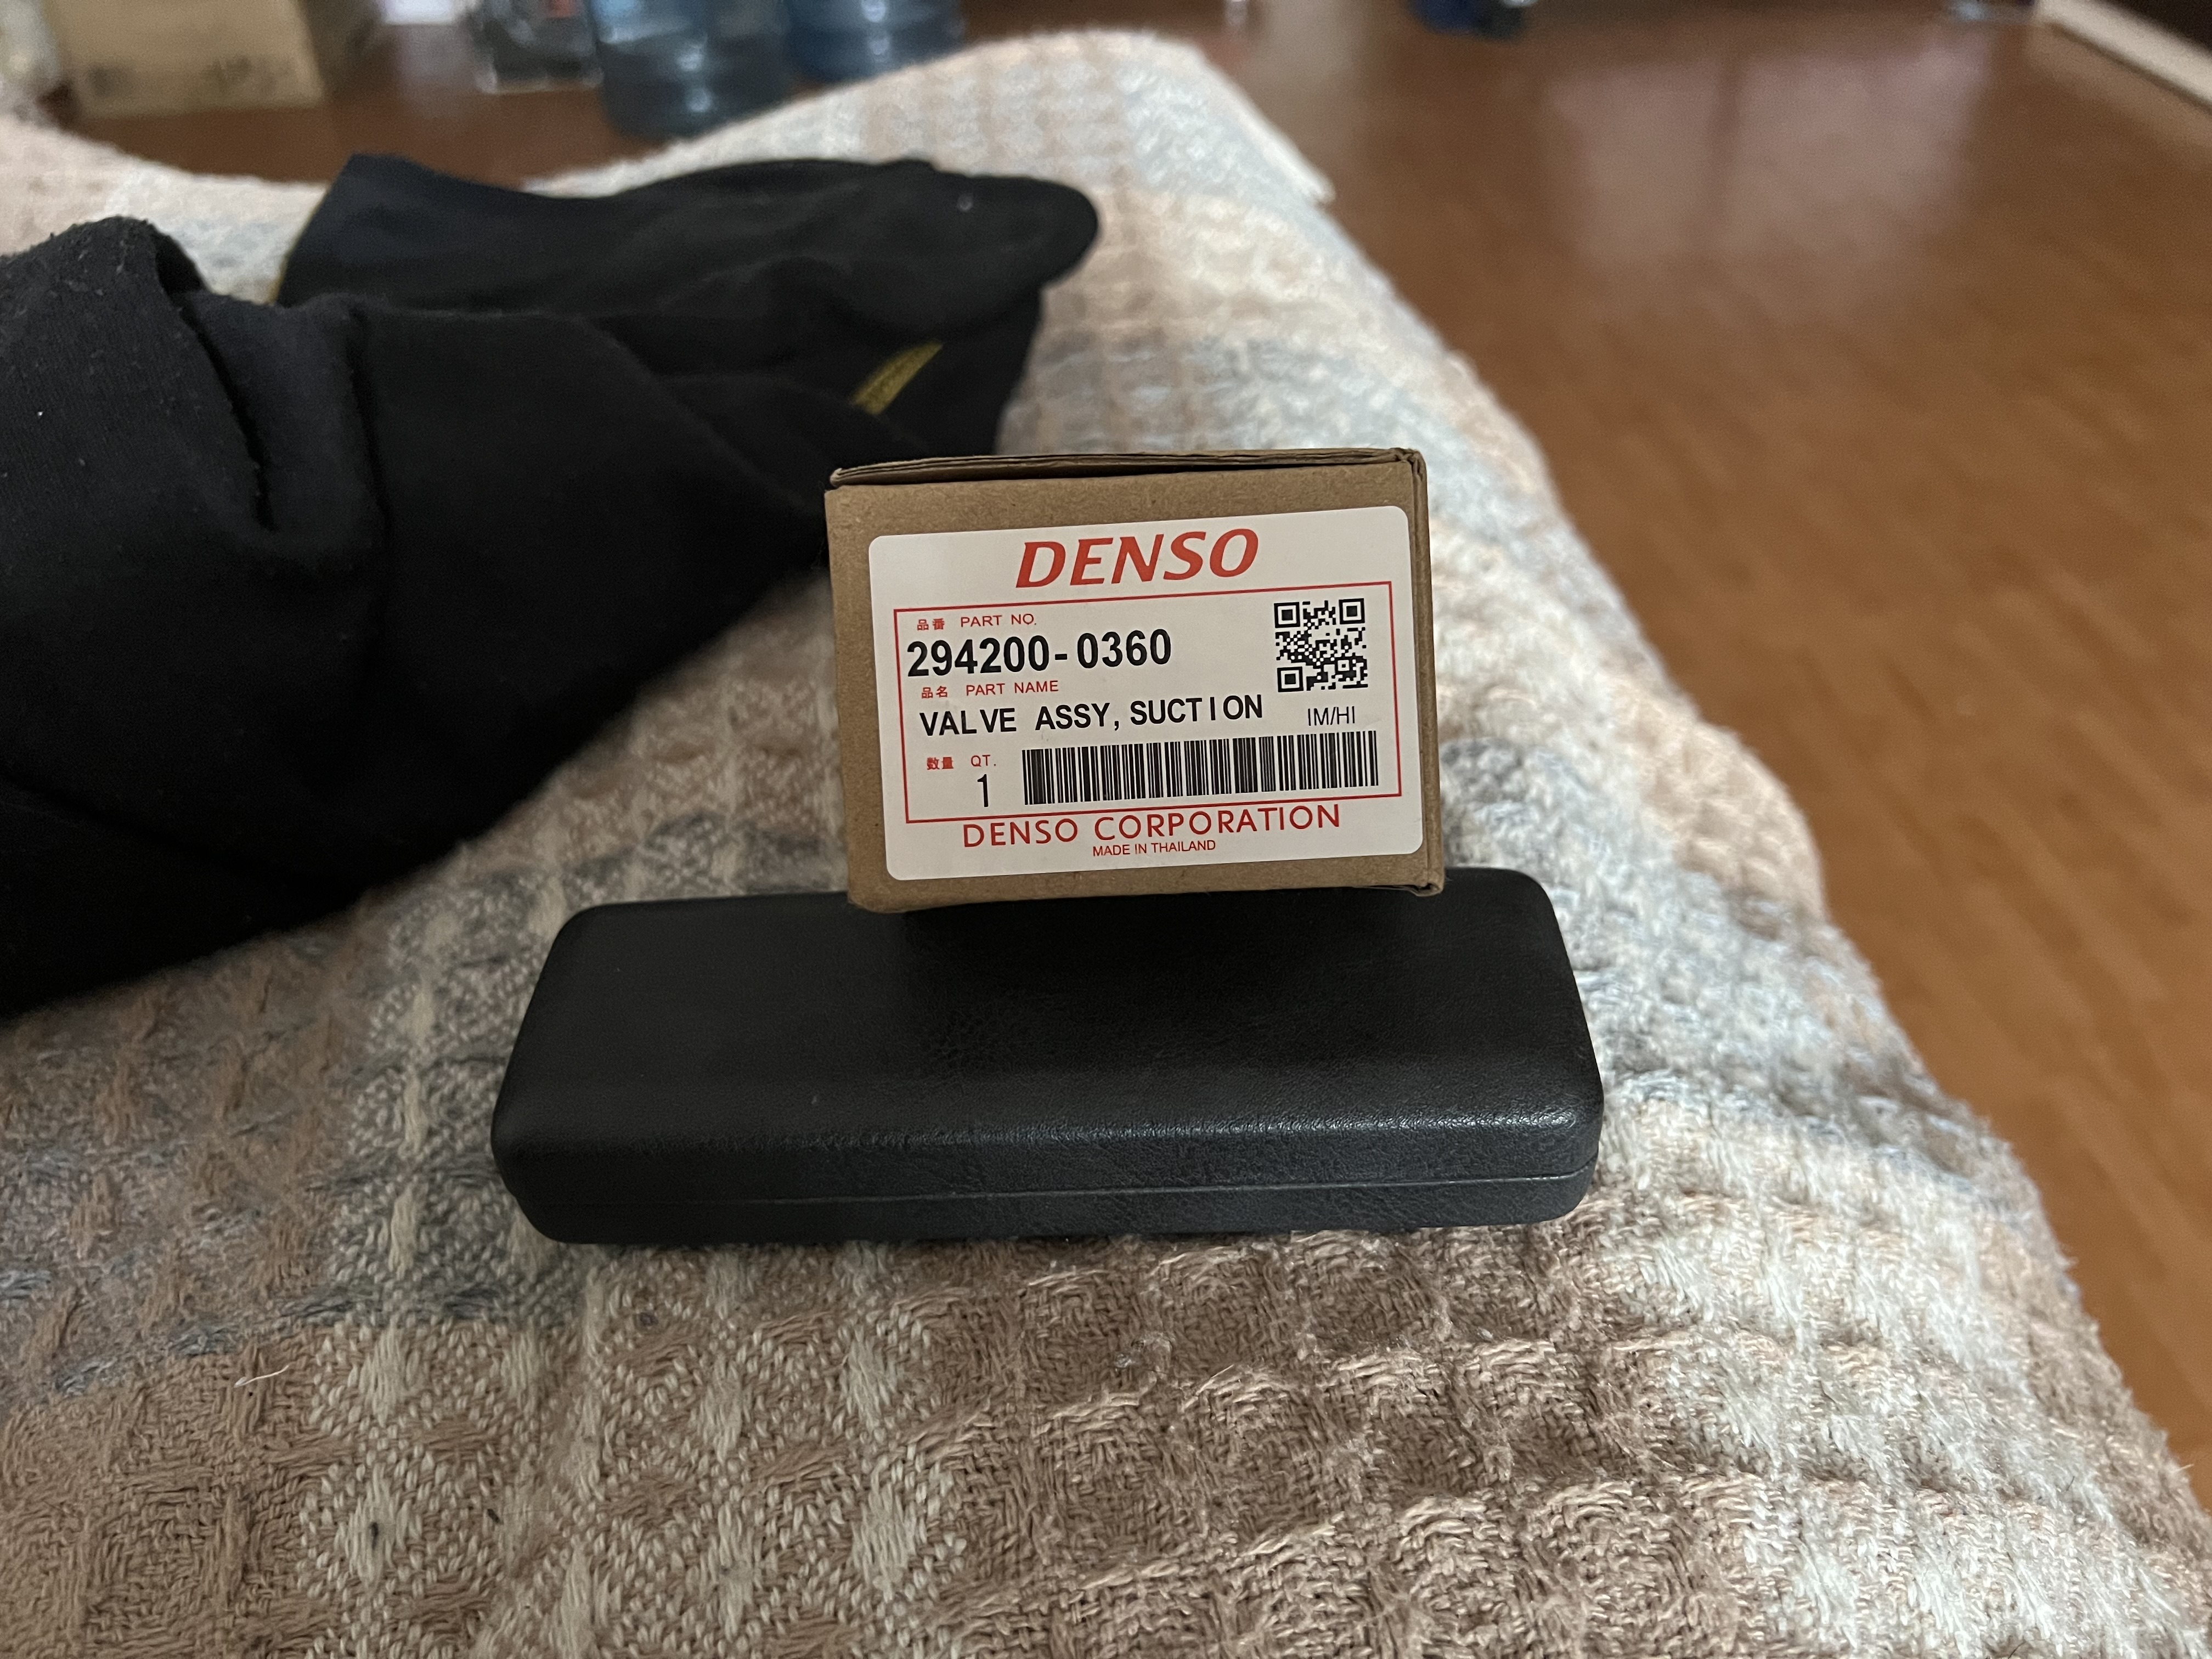 DENSO
品番 PART NO.
294200-0360
品名 PART NAME
VALVE ASSY, SUCTION IM/HI
数量 QT.
1
DENSO CORPORATION
MADE IN THAILAND